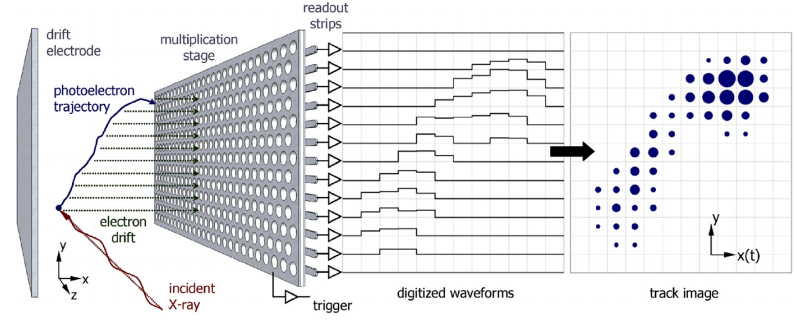 readout
strips
drift
electrode
multiplication
stage
photoelectron
trajectory
electron
drift
y
x
z
incident
X-ray
trigger
digitized waveforms
y
x(t)
track image